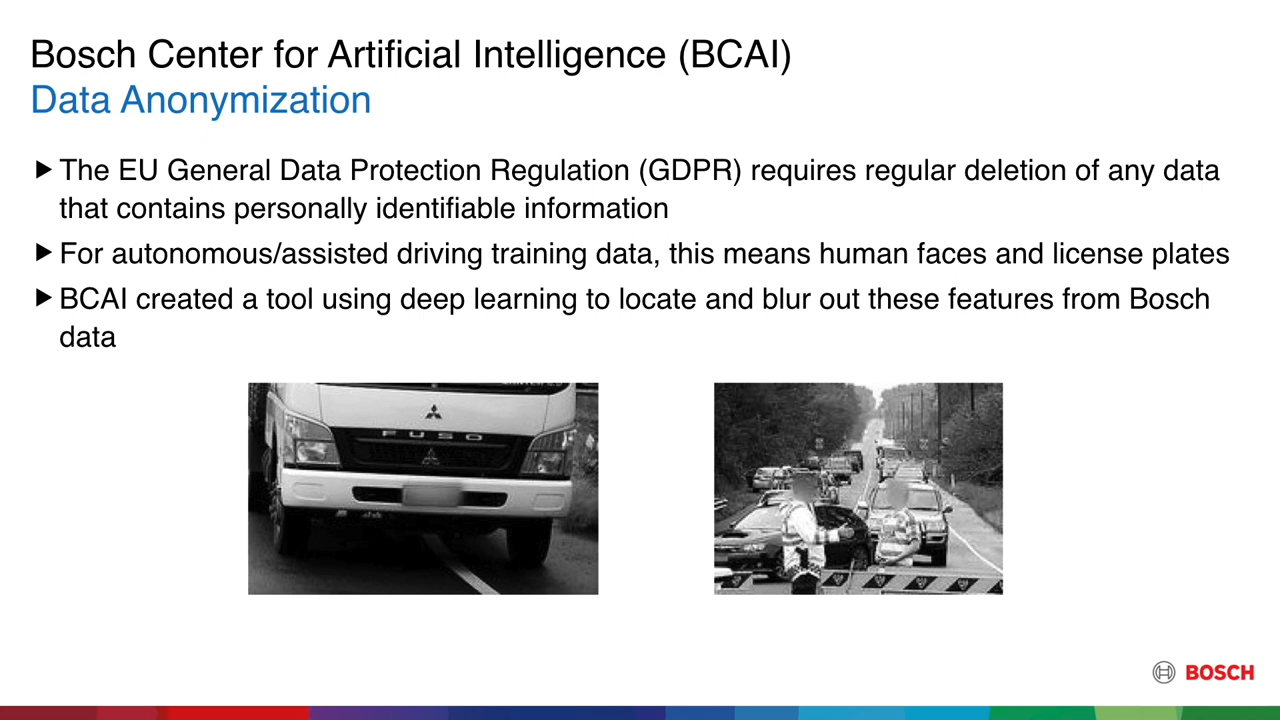 Bosch Center for Artificial Intelligence (BCAI)
Data Anonymization
The EU General Data Protection Regulation (GDPR) requires regular deletion of any data
that contains personally identifiable information
For autonomous/assisted driving training data, this means human faces and license plates
BCAI created a tool using deep learning to locate and blur out these features from Bosch
data
FUSO
BOSCH